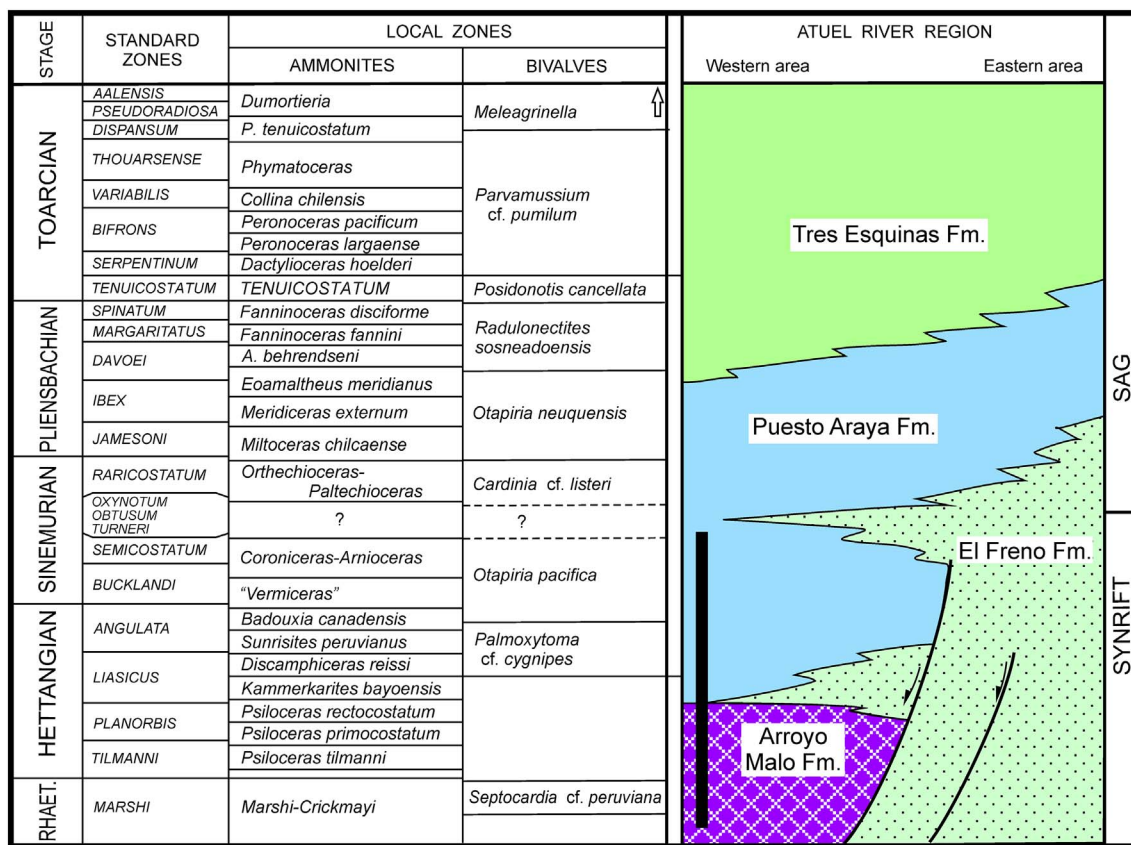 STAGE
STANDARD
ZONES
LOCAL ZONES
AMMONITES
BIVALVES
ATUEL RIVER REGION
Western area
Eastern area
TOARCIAN
PLIENSBACHIAN
SINEMURIAN
HETTANGIAN
RHAET.
AALENSIS
PSEUDORADIOSA
DISPANSUM
THOUARSENSE
VARIABILIS
BIFRONS
SERPENTINUM
TENUICOSTATUM
SPINATUM
MARGARITATUS
DAVOEI
IBEX
JAMESONI
RARICOSTATUM
OXYNOTUM
OBTUSUM
TURNERI
SEMICOSTATUM
BUCKLANDI
ANGULATA
LIASICUS
PLANORBIS
TILMANNI
MARSHI
Dumortieria
P. tenuicostatum
Phymatoceras
Collina chilensis
Peronoceras pacificum
Peronoceras largaense
Dactylioceras hoelderi
TENUICOSTATUM
Fanninoceras disciforme
Fanninoceras fannini
A. behrendseni
Eoamaltheus meridianus
Meridiceras externum
Miltoceras chilcaense
Orthechioceras-
Paltechioceras
?
Coroniceras-Arnioceras
“Vermiceras”
Badouxia canadensis
Sunrisites peruvianus
Discamphiceras reissi
Kammerkarites bayoensis
Psiloceras rectocostatum
Psiloceras primocostatum
Psiloceras tilmanni
Marshi-Crickmayi
Meleagrinella
Parvamussium
cf. pumilum
Posidonotis cancellata
Radulonectites
sosneadoensis
Otapiria neuquensis
Cardinia cf. listeri
?
Otapiria pacifica
Palmoxytoma
cf. cygnipes
Septocardia cf. peruviana
Tres Esquinas Fm.
Puesto Araya Fm.
El Freno Fm.
Arroyo
Malo Fm.
SAG
SYNRIFT